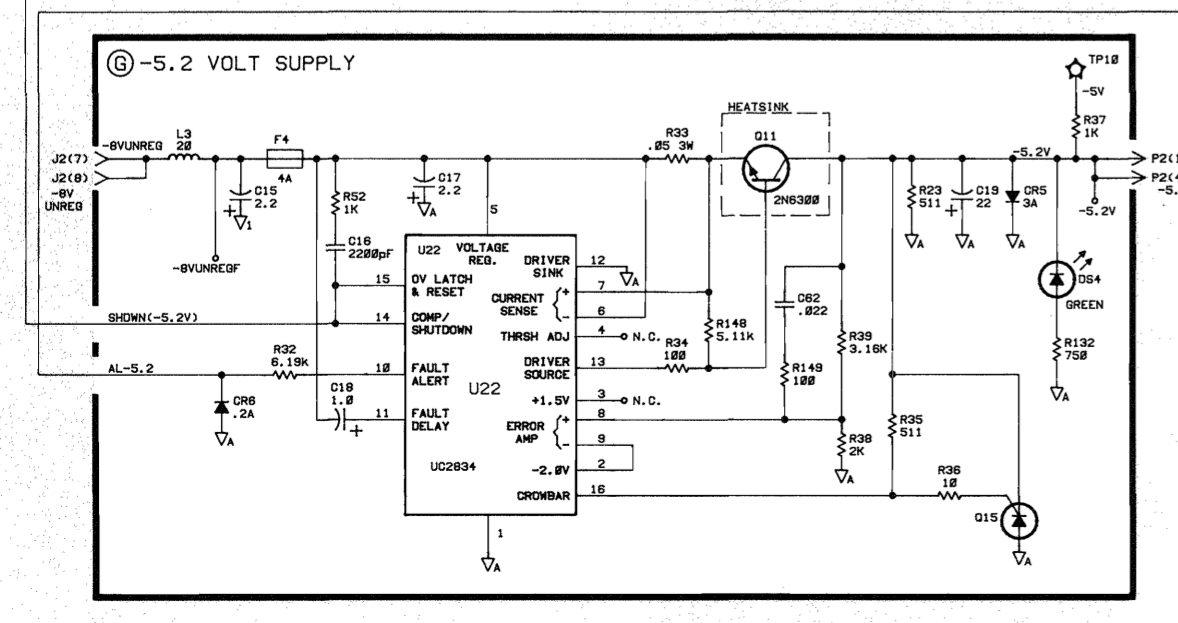 G -5.2 VOLT SUPPLY
TP10
-5V
R37
1K
HEATSINK
Q11
2N6300
R33
.05 3W
L3
20
F4
4A
-8VUNREG
J2(7)
J2(8)
-8V
UNREG
C15
2.2
1
-8VUNREGF
R52
1K
C16
2200pF
C17
2.2
A
5
-5.2V
P2(1
P2(4
-5.
-5.2V
R23
511
A
C19
22
A
CR5
3A
A
DS4
GREEN
R132
750
A
U22
VOLTAGE
REG.
DRIVER
SINK
12
A
15
OV LATCH
& RESET
CURRENT
SENSE
+
7
-
6
SHDWN(-5.2V)
14
COMP/
SHUTDOWN
THRSH ADJ
4
N.C.
R148
5.11k
C62
.022
R39
3.16K
R149
100
AL-5.2
R32
6.19k
10
FAULT
ALERT
DRIVER
SOURCE
13
R34
100
CR6
.2A
A
C18
1.0
11
FAULT
DELAY
U22
+1.5V
3
N.C.
ERROR
AMP
+
8
-
9
R38
2K
A
R35
511
UC2834
-2.0V
2
CROWBAR
16
R36
10
Q15
A
1
A